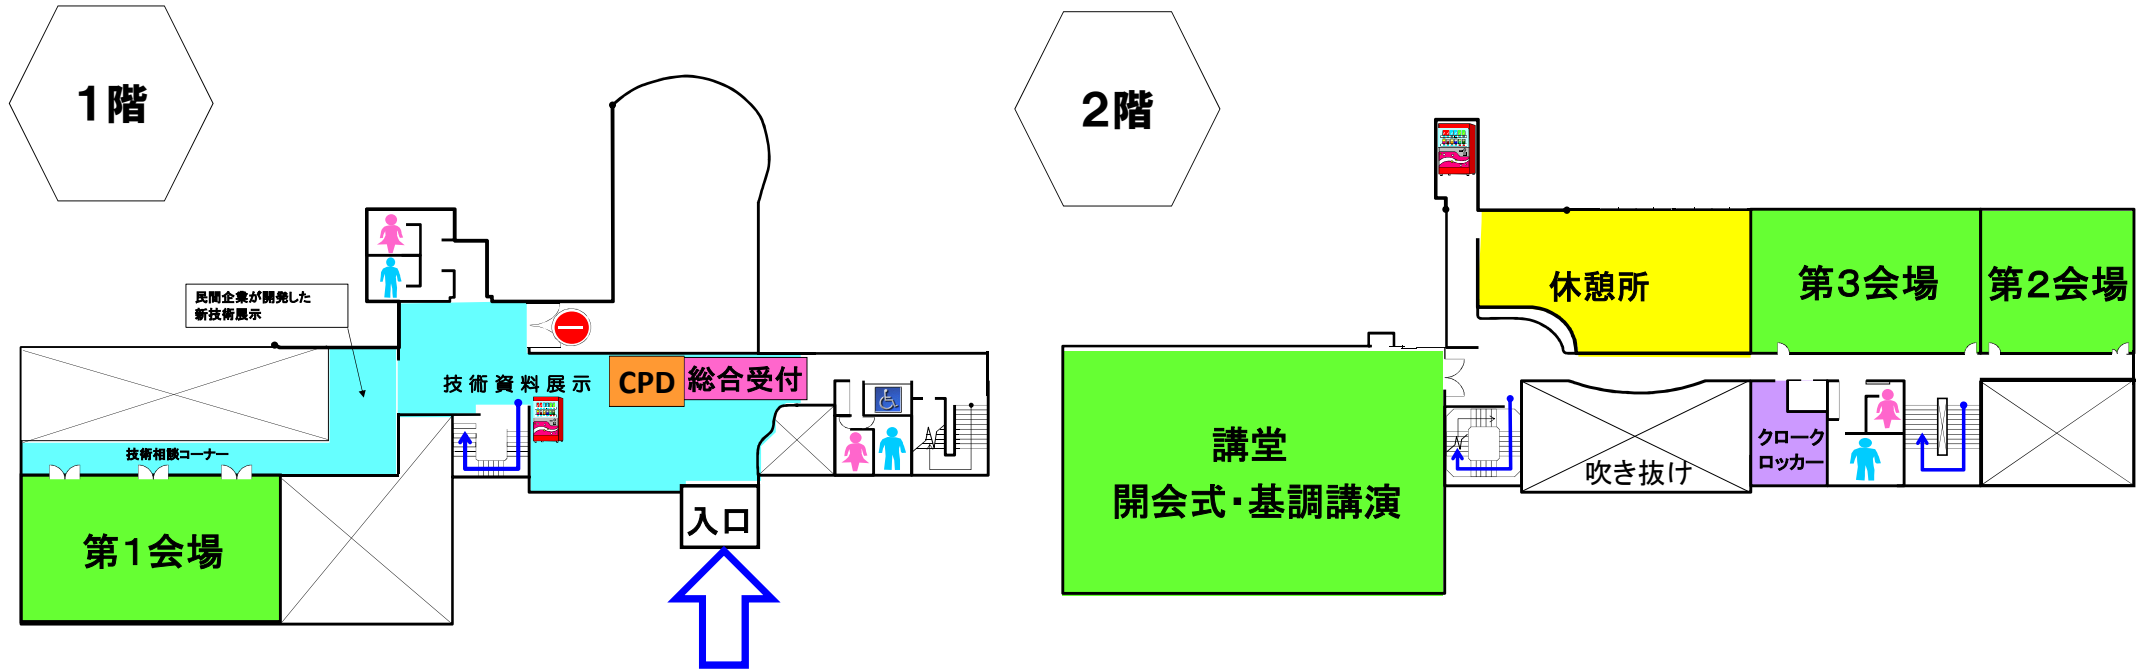 1階
民間企業が開発した
新技術展示
技術資料展示
CPD
総合受付
技術相談コーナー
入口
第1会場
2階
休憩所
第3会場
第2会場
講堂
開会式・基調講演
吹き抜け
クローク
ロッカー